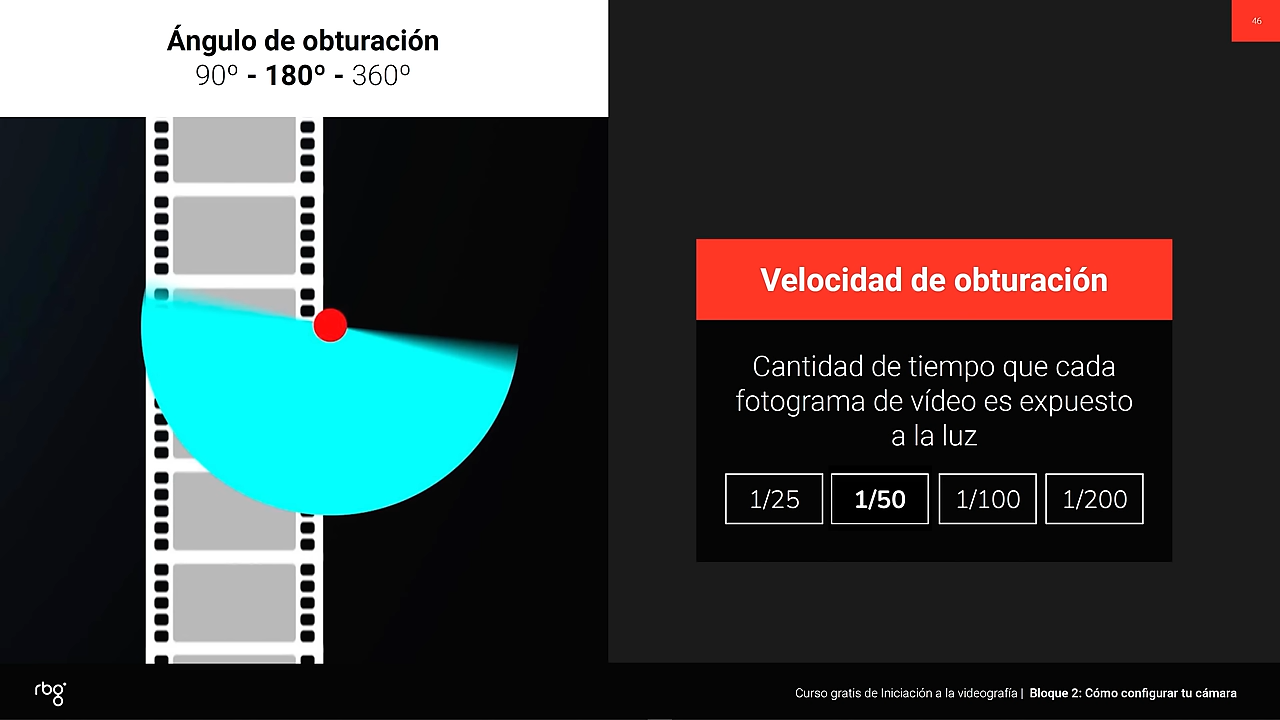 Ángulo de obturación
90º - 180º - 360º
46
Velocidad de obturación
Cantidad de tiempo que cada
fotograma de vídeo es expuesto
a la luz
1/25 1/50 1/100 1/200
rbg
Curso gratis de Iniciación a la videografía | Bloque 2: Cómo configurar tu cámara